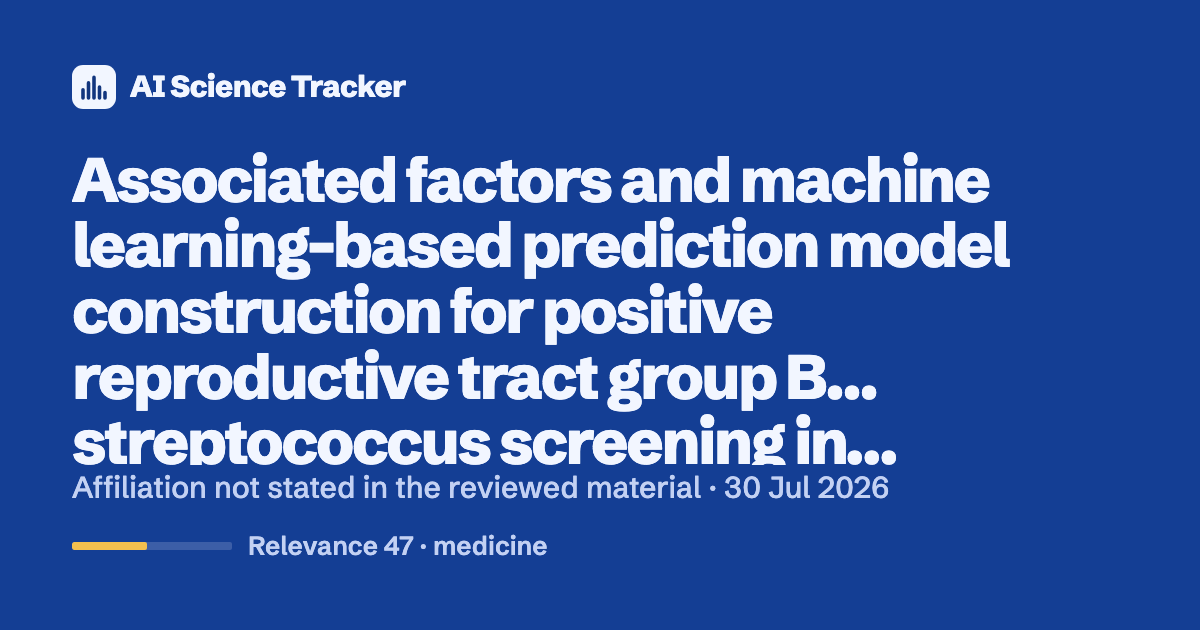 AI Science Tracker
Associated factors and machine
learning-based prediction model
construction for positive
reproductive tract group B...
streptococcus screening in...
Affiliation not stated in the reviewed material · 30 Jul 2026
Relevance 47 · medicine